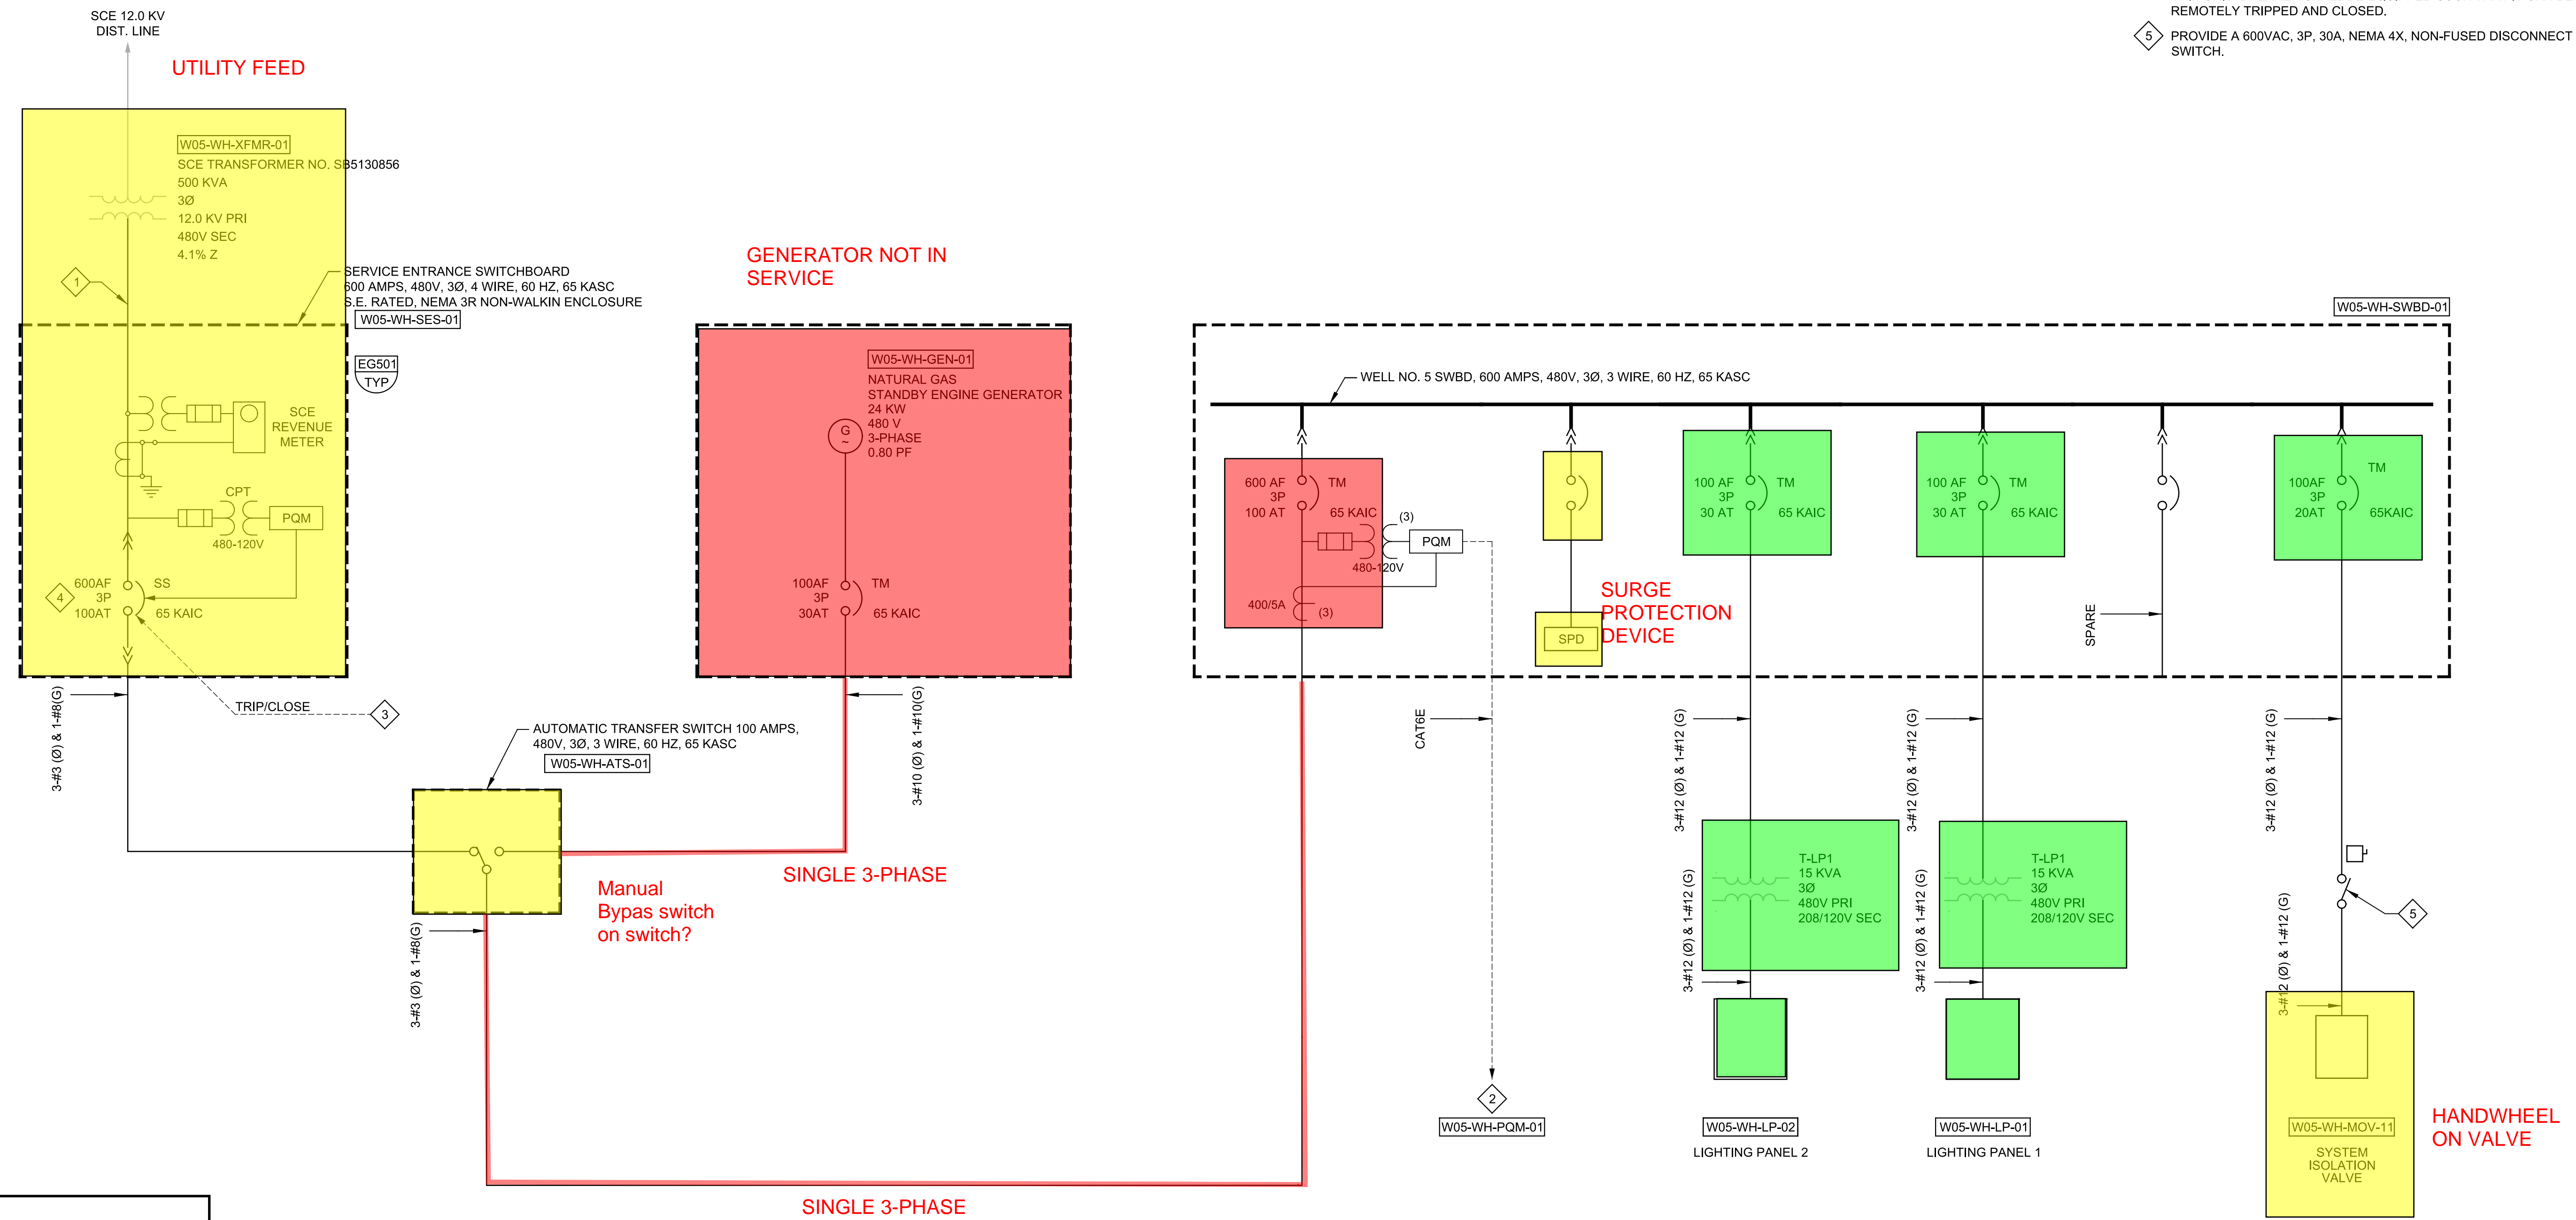 SCE 12.0 KV
DIST. LINE
UTILITY FEED
REMOTELY TRIPPED AND CLOSED.
5
PROVIDE A 600VAC, 3P, 30A, NEMA 4X, NON-FUSED DISCONNECT
SWITCH.
W05-WH-XFMR-01
SCE TRANSFORMER NO. SB5130856
500 KVA
3Ø
12.0 KV PRI
480V SEC
4.1% Z
1
SERVICE ENTRANCE SWITCHBOARD
600 AMPS, 480V, 3Ø, 4 WIRE, 60 HZ, 65 KASC
S.E. RATED, NEMA 3R NON-WALKIN ENCLOSURE
W05-WH-SES-01
EG501
TYP
SCE
REVENUE
METER
CPT
PQM
480-120V
4
600AF
3P
100AT
SS
65 KAIC
3-#3 (Ø) & 1-#8(G)
TRIP/CLOSE
3
GENERATOR NOT IN
SERVICE
W05-WH-GEN-01
NATURAL GAS
STANDBY ENGINE GENERATOR
24 KW
480 V
3-PHASE
0.80 PF
G
~
100AF
3P
30AT
TM
65 KAIC
3-#10 (Ø) & 1-#10(G)
AUTOMATIC TRANSFER SWITCH 100 AMPS,
480V, 3Ø, 3 WIRE, 60 HZ, 65 KASC
W05-WH-ATS-01
SINGLE 3-PHASE
Manual
Bypas switch
on switch?
3-#3 (Ø) & 1-#8(G)
SINGLE 3-PHASE
W05-WH-SWBD-01
WELL NO. 5 SWBD, 600 AMPS, 480V, 3Ø, 3 WIRE, 60 HZ, 65 KASC
600 AF
3P
100 AT
TM
65 KAIC
(3)
PQM
480-120V
400/5A
(3)
SURGE
PROTECTION
DEVICE
SPD
100 AF
3P
30 AT
TM
65 KAIC
100 AF
3P
30 AT
TM
65 KAIC
SPARE
100AF
3P
20AT
TM
65KAIC
CAT6E
2
W05-WH-PQM-01
3-#12 (Ø) & 1-#12 (G)
T-LP1
15 KVA
3Ø
480V PRI
208/120V SEC
3-#12 (Ø) & 1-#12 (G)
W05-WH-LP-02
LIGHTING PANEL 2
3-#12 (Ø) & 1-#12 (G)
T-LP1
15 KVA
3Ø
480V PRI
208/120V SEC
3-#12 (Ø) & 1-#12 (G)
W05-WH-LP-01
LIGHTING PANEL 1
3-#12 (Ø) & 1-#12 (G)
5
3-#12 (Ø) & 1-#12 (G)
W05-WH-MOV-11
SYSTEM
ISOLATION
VALVE
HANDWHEEL
ON VALVE